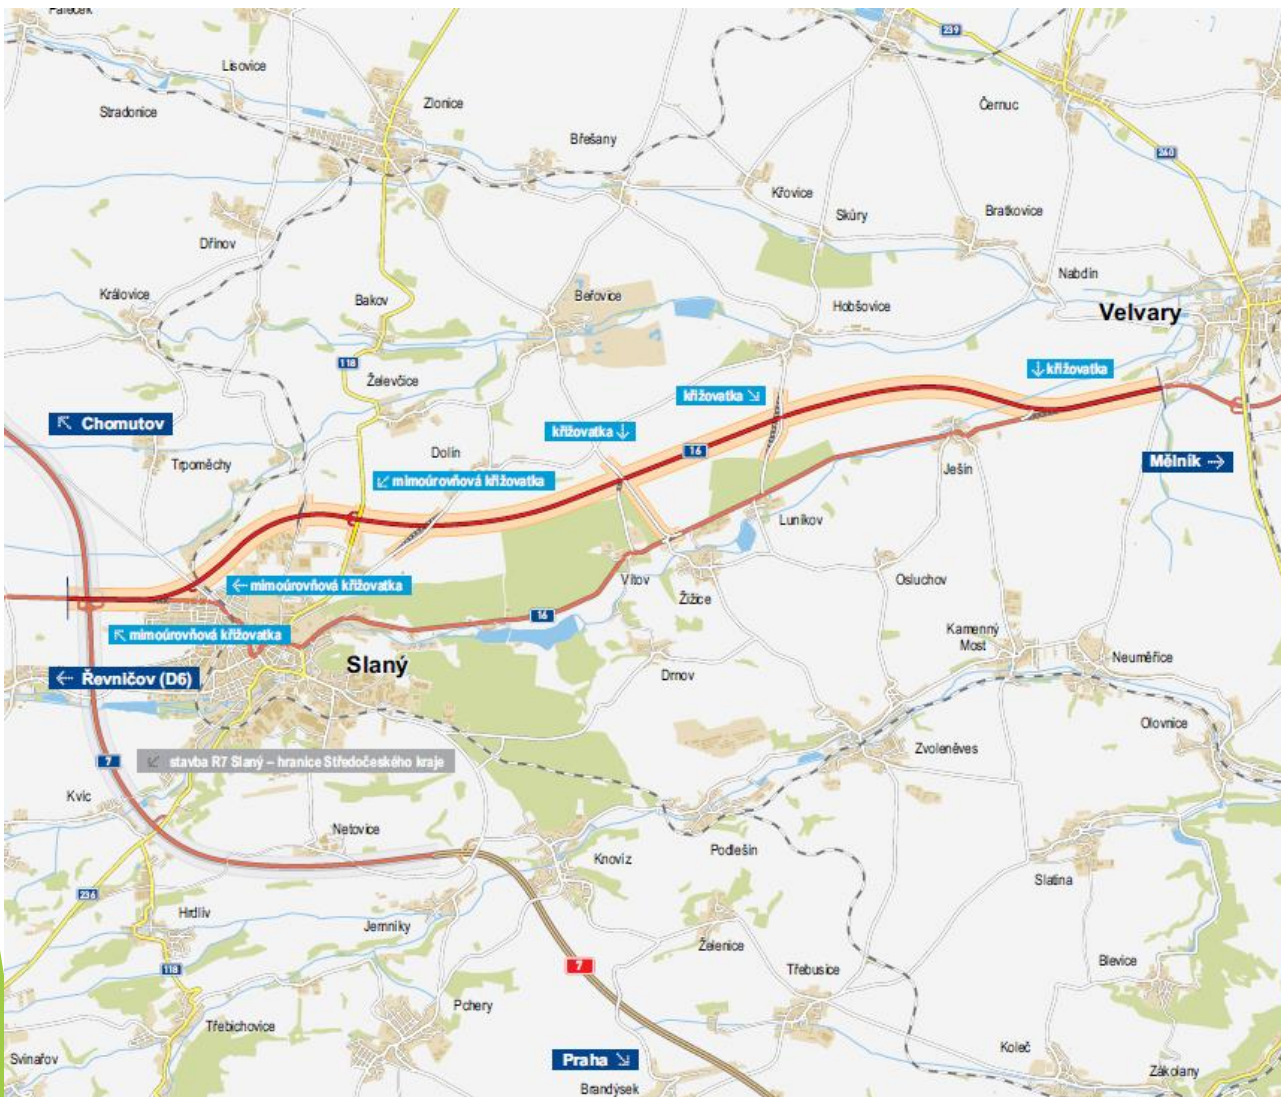 Páleček
239
Lisovice
Stradonice
Zlonice
Černuc
Břešany
260
Křovice
Skůry
Bratkovice
Dřínov
Nabdín
Královice
Bakov
Beřovice
Hobšovice
Velvary
118
Želevčice
↓ křižovatka
křižovatka ↘
↖ Chomutov
křižovatka ↓
Dolín
16
Trpoměchy
Ješín
Mělník →
↙ mimoúrovňová křižovatka
Luníkov
← mimoúrovňová křižovatka
Vítov
Osluchov
Žižice
16
↖ mimoúrovňová křižovatka
Kamenný
Most
Slaný
Neuměřice
← Řevničov (D6)
Drnov
Olovnice
Zvoleněves
7
↙ stavba R7 Slaný – hranice Středočeského kraje
Kvíc
Netovice
Knovíz
Podlešín
Slatina
236
Hrdlív
Jemníky
Želenice
118
7
Třebusice
Blevice
Pchery
Třebichovice
Koleč
Svinařov
Praha ↘
Zákolany
Brandýsek